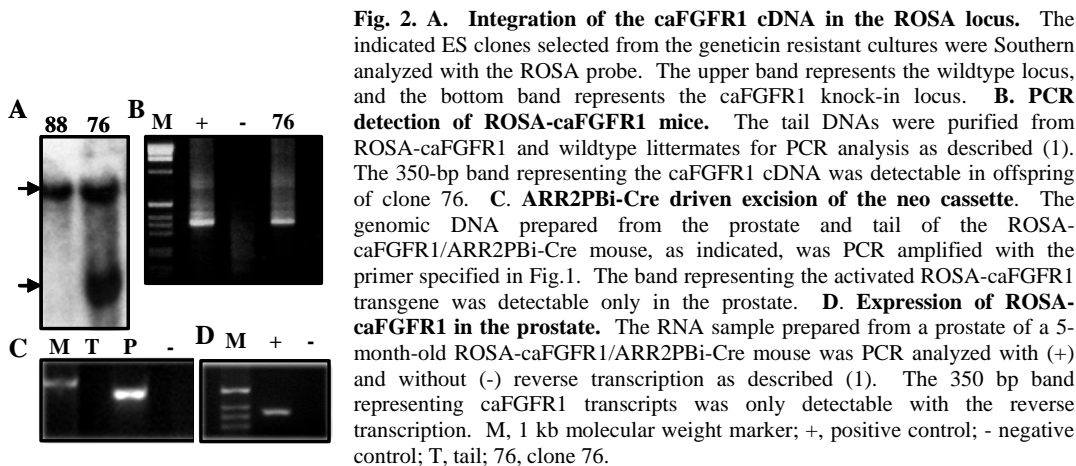 A
88 76
B M + - 76
C M T P -
D M + -
Fig. 2. A. Integration of the caFGFR1 cDNA in the ROSA locus. The
indicated ES clones selected from the geneticin resistant cultures were Southern
analyzed with the ROSA probe. The upper band represents the wildtype locus,
and the bottom band represents the caFGFR1 knock-in locus. B. PCR
detection of ROSA-caFGFR1 mice. The tail DNAs were purified from
ROSA-caFGFR1 and wildtype littermates for PCR analysis as described (1).
The 350-bp band representing the caFGFR1 cDNA was detectable in offspring
of clone 76. C. ARR2PBi-Cre driven excision of the neo cassette. The
genomic DNA prepared from the prostate and tail of the ROSA-
caFGFR1/ARR2PBi-Cre mouse, as indicated, was PCR amplified with the
primer specified in Fig.1. The band representing the activated ROSA-caFGFR1
transgene was detectable only in the prostate. D. Expression of ROSA-
caFGFR1 in the prostate. The RNA sample prepared from a prostate of a 5-
month-old ROSA-caFGFR1/ARR2PBi-Cre mouse was PCR analyzed with (+)
and without (-) reverse transcription as described (1). The 350 bp band
representing caFGFR1 transcripts was only detectable with the reverse
transcription. M, 1 kb molecular weight marker; +, positive control; - negative
control; T, tail; 76, clone 76.